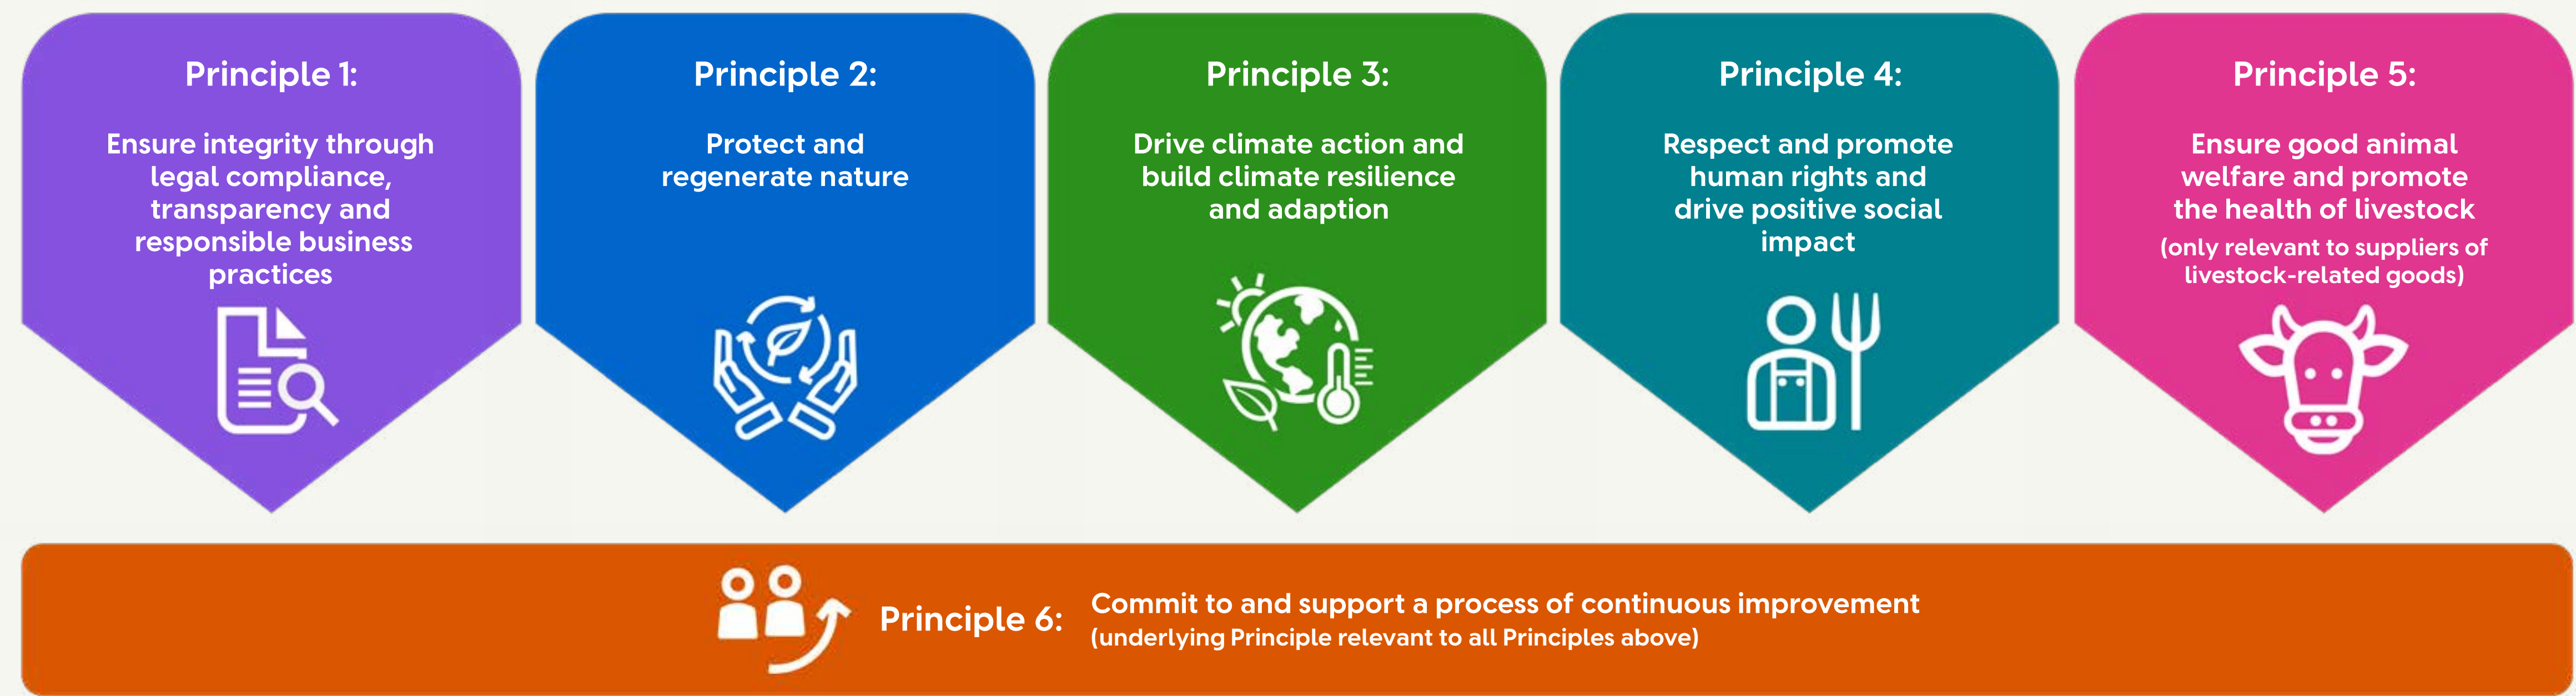 Principle 1:
Ensure integrity through
legal compliance,
transparency and
responsible business
practices
Principle 2:
Protect and
regenerate nature
Principle 3:
Drive climate action and
build climate resilience
and adaption
Principle 4:
Respect and promote
human rights and
drive positive social
impact
Principle 5:
Ensure good animal
welfare and promote
the health of livestock
(only relevant to suppliers of
livestock-related goods)
Principle 6:
Commit to and support a process of continuous improvement
(underlying Principle relevant to all Principles above)